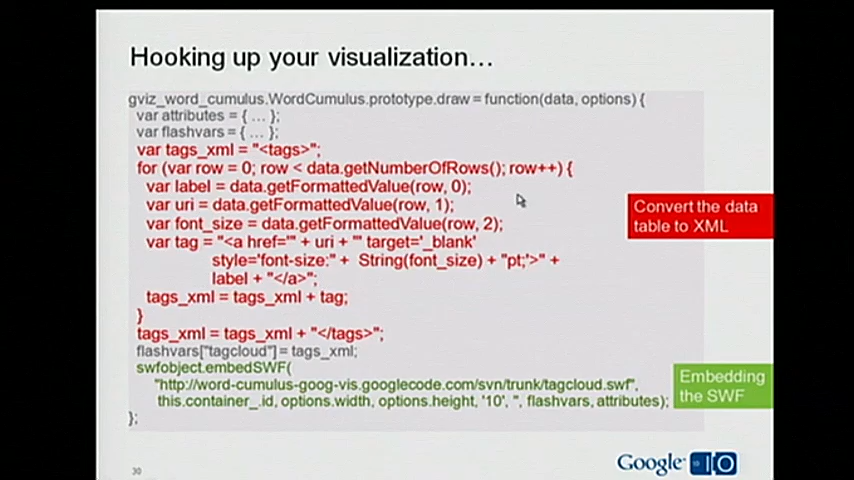 Hooking up your visualization…
gviz_word_cumulus.WordCumulus.prototype.draw = function(data, options) {
var attributes = { … };
var flashvars = { … };
var tags_xml = "<tags>";
for (var row = 0; row < data.getNumberOfRows(); row++) {
var label = data.getFormattedValue(row, 0);
var uri = data.getFormattedValue(row, 1);
var font_size = data.getFormattedValue(row, 2);
var tag = "<a href='" + uri + "' target='_blank'
style='font-size:" + String(font_size) + "pt;'>" +
label + "</a>";
tags_xml = tags_xml + tag;
}
tags_xml = tags_xml + "</tags>";
flashvars["tagcloud"] = tags_xml;
swfobject.embedSWF(
"http://word-cumulus-goog-vis.googlecode.com/svn/trunk/tagcloud.swf",
this.container_.id, options.width, options.height, '10', '', flashvars, attributes);
};
Convert the data
table to XML
Embedding
the SWF
30
Google IO